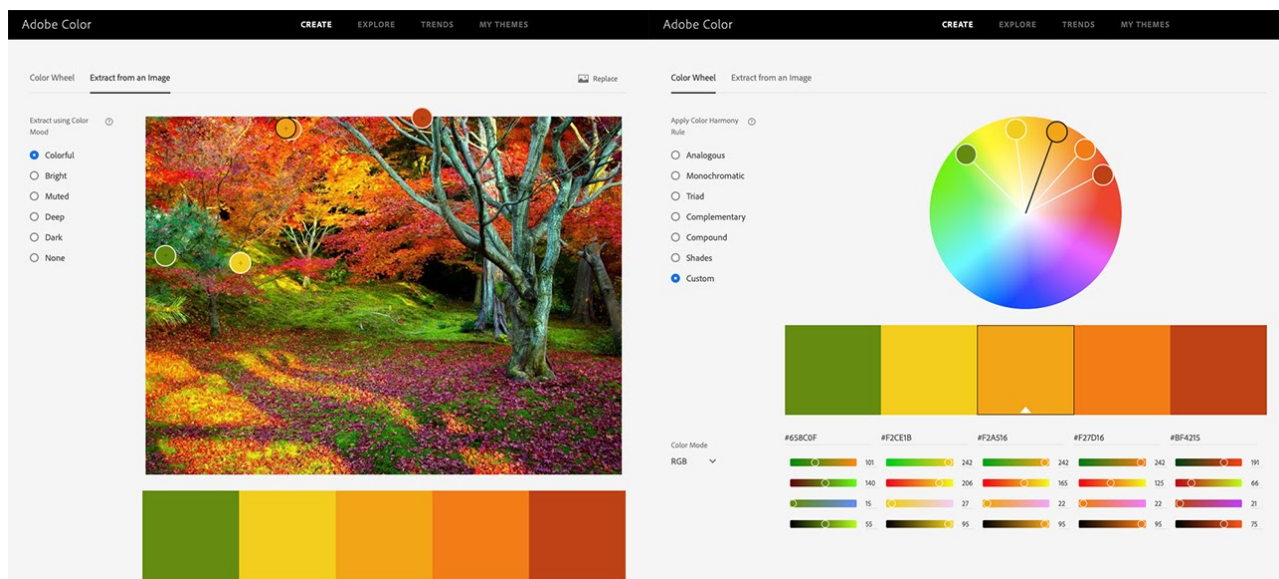 Adobe Color
CREATE EXPLORE TRENDS MY THEMES
Color Wheel Extract from an Image
Replace
Extract using Color
Mood
Colorful
Bright
Muted
Deep
Dark
None
Adobe Color
CREATE EXPLORE TRENDS MY THEMES
Color Wheel Extract from an Image
Apply Color Harmony
Rule
Analogous
Monochromatic
Triad
Complementary
Compound
Shades
Custom
Color Mode
RGB
#658C0F #F2CE1B #F2A516 #F27D16 #BF4215
101 242 242 242 191
140 206 165 125 66
15 27 22 22 21
55 95 95 95 75